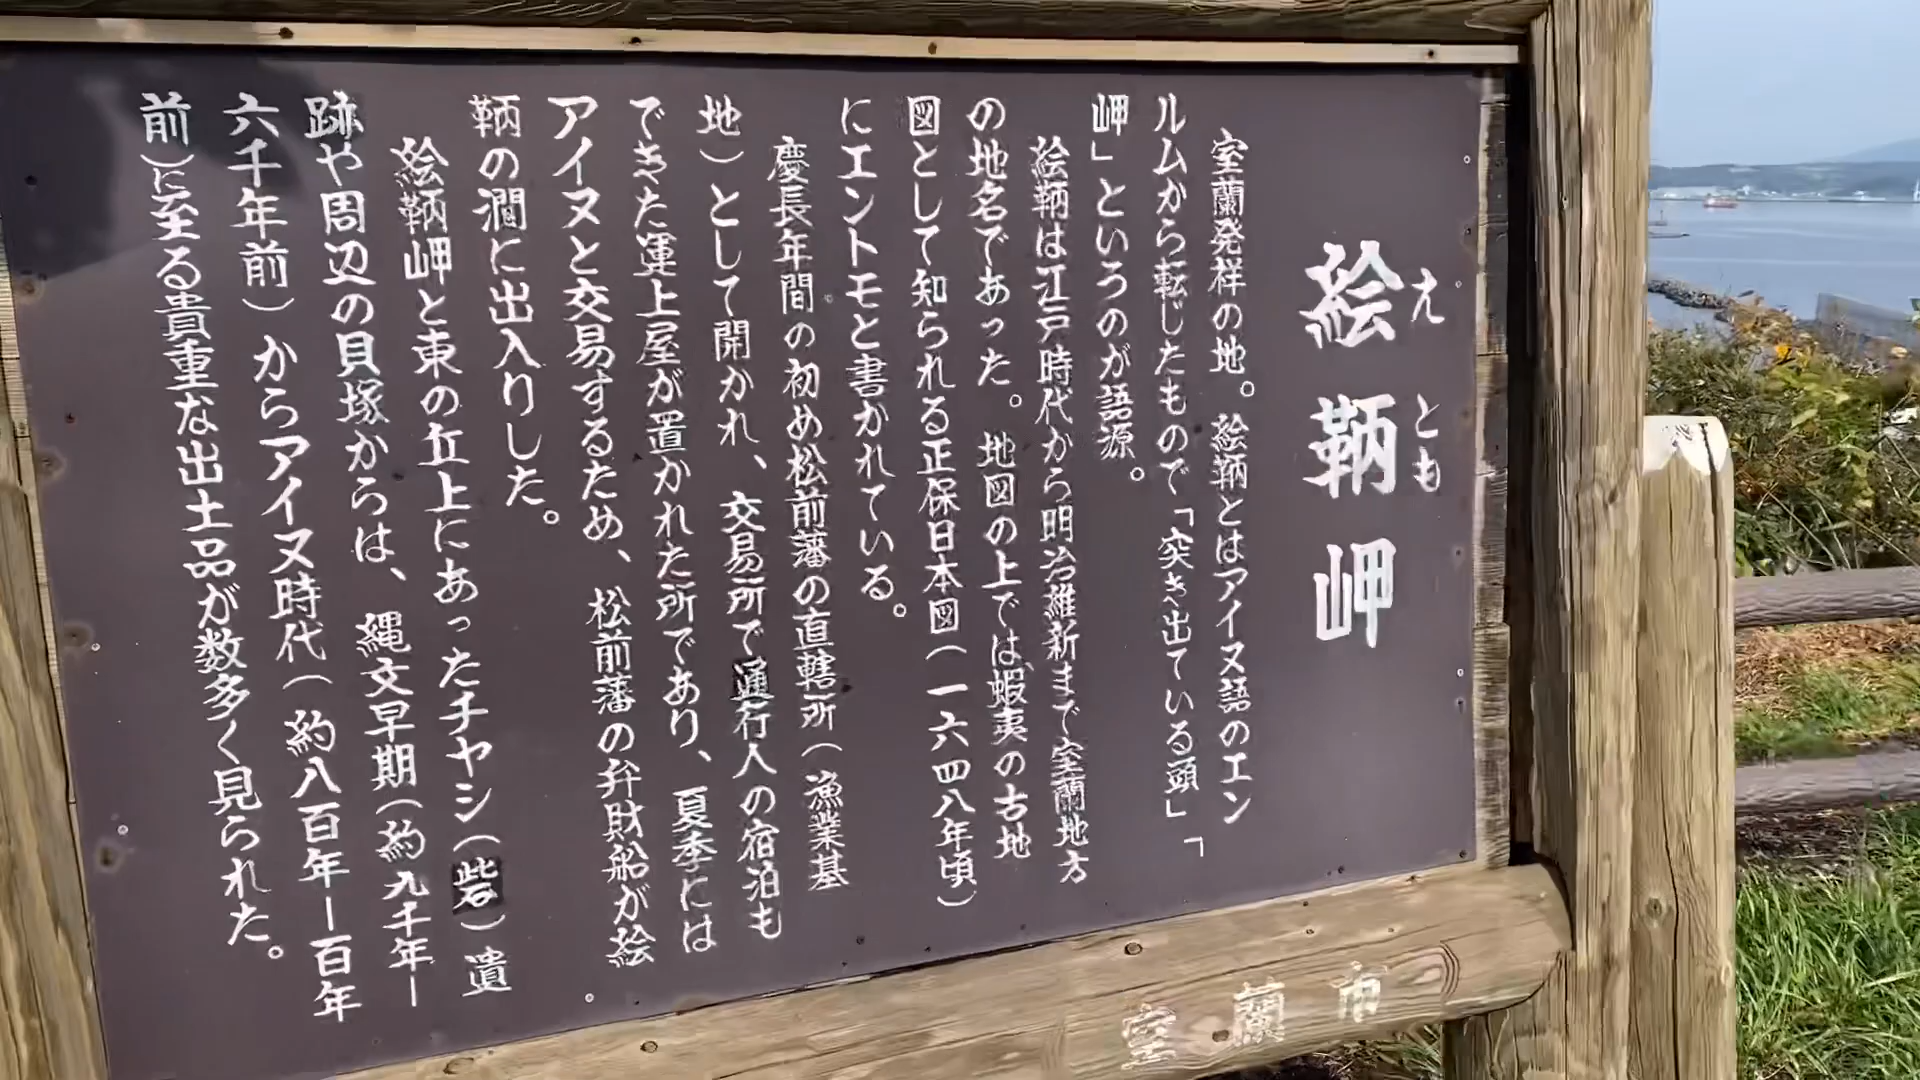 絵鞆岬
えとも
室蘭発祥の地。絵鞆とはアイヌ語のエン
ルムから転じたもので「突き出ている頭」「
岬」というのが語源。
絵鞆は江戸時代から明治維新まで室蘭地方
の地名であった。地図の上では、蝦夷の古地
図として知られる正保日本図(一六四八年頃)
にエントモと書かれている。
慶長年間の初め松前藩の直轄所(漁業基
地)として開かれ、交易所で通行人の宿泊も
できた運上屋が置かれた所であり、夏季には
アイヌと交易するため、松前藩の弁財船が絵
鞆の澗に出入りした。
絵鞆岬と東の丘上にあったチヤシ(砦)遺
跡や周辺の貝塚からは、縄文早期(約九千年ー
六千年前)からアイヌ時代(約八百年ー百年
前)に至る貴重な出土品が数多く見られた。
室蘭市